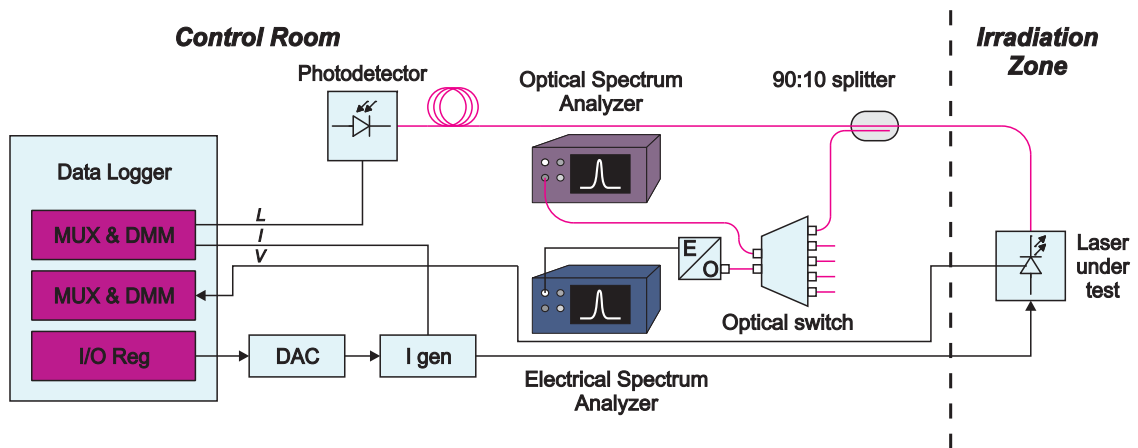 Control Room
Irradiation
Zone
Photodetector
Optical Spectrum
Analyzer
90:10 splitter
Data Logger
L
MUX & DMM
I
V
E
O
Laser
under
test
MUX & DMM
Optical switch
I/O Reg
DAC
I gen
Electrical Spectrum
Analyzer